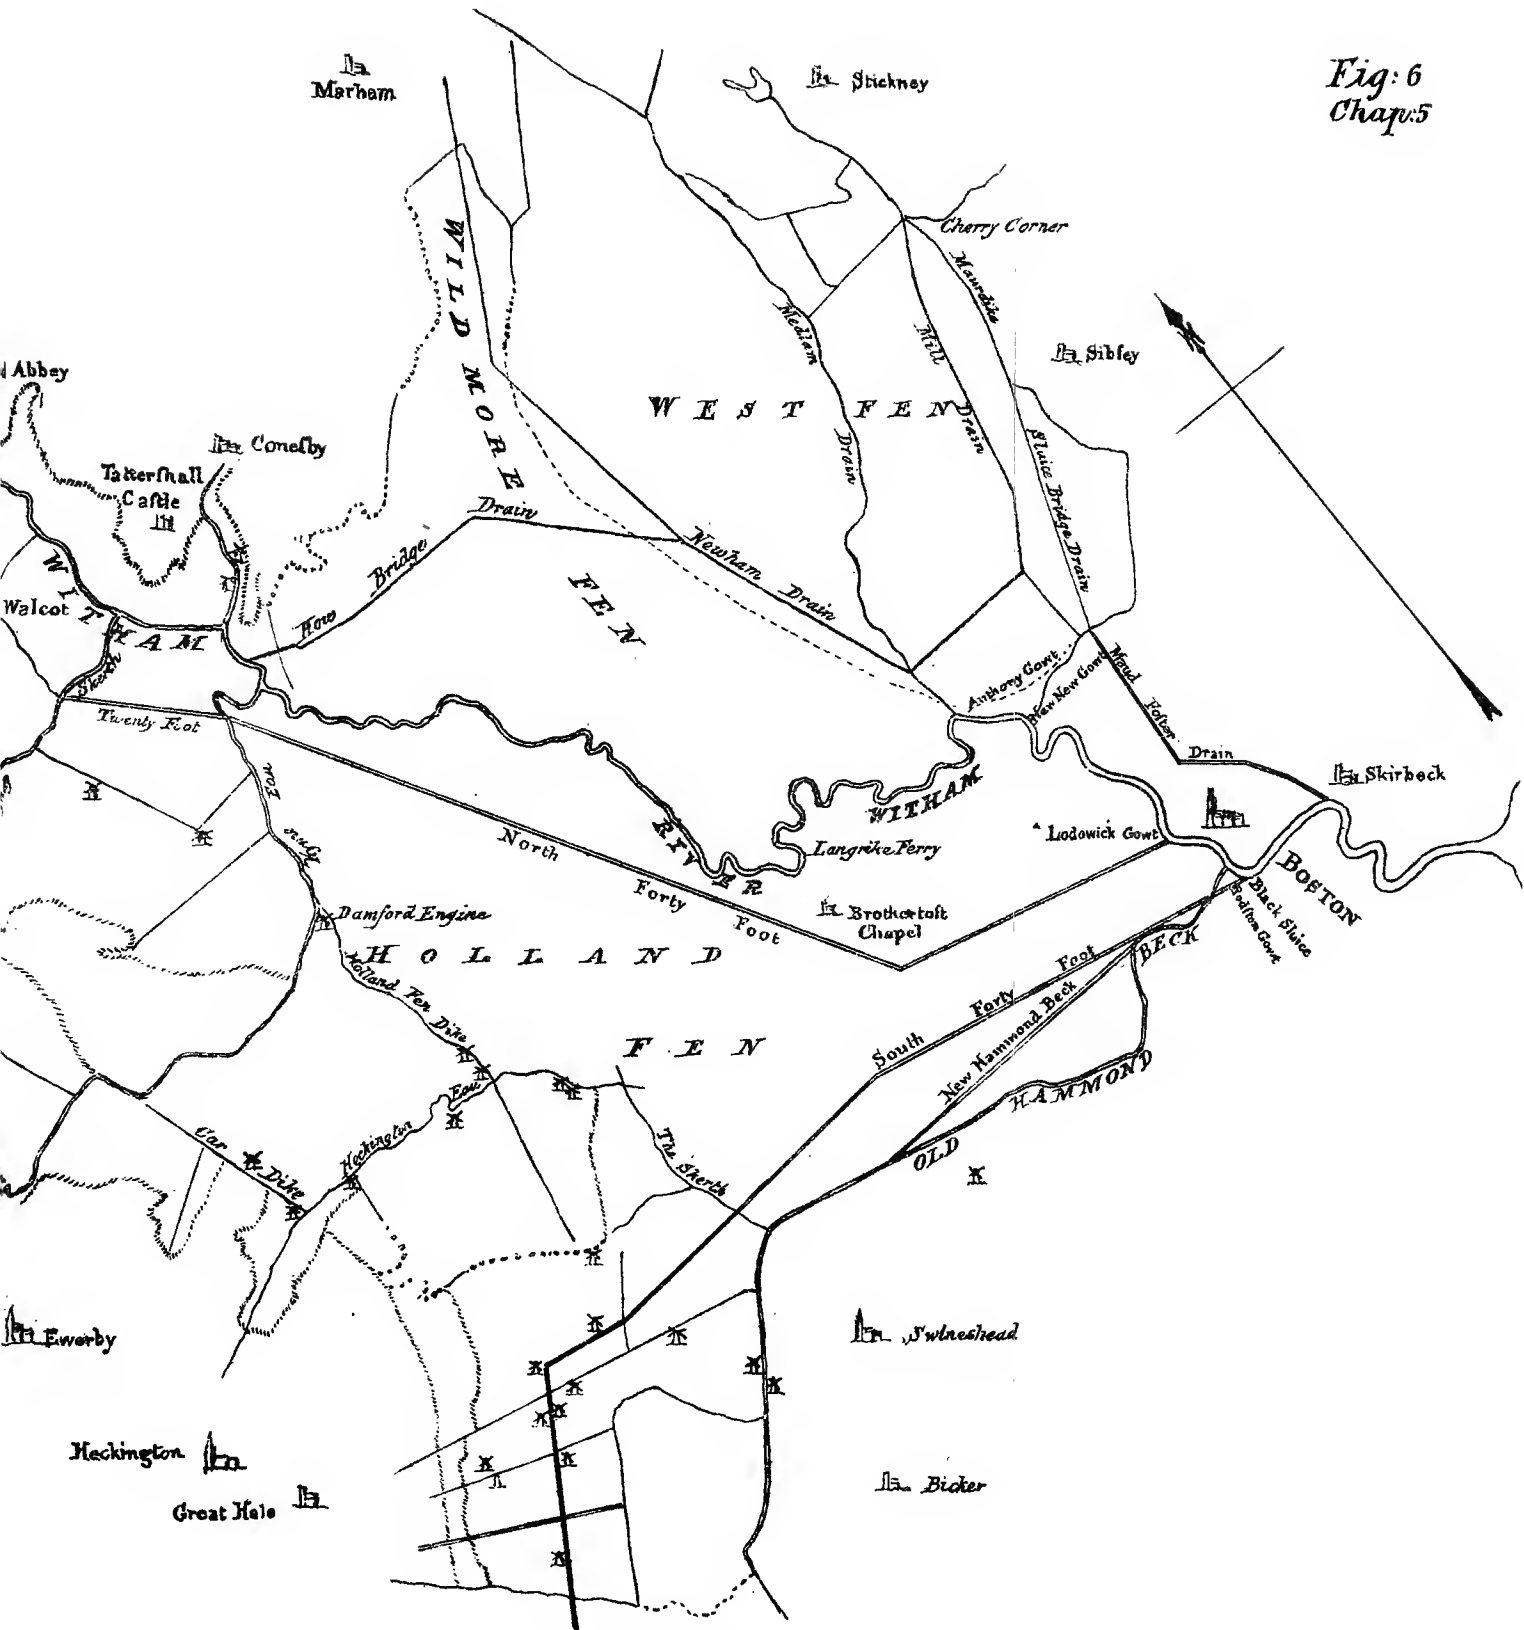 Fig: 6
Chap: 5
Marham
Stickney
Cherry Corner
Maurdike
WILD MORE
FEN
Medlam
Drain
Mill
Drain
Sibsey
WEST FEN
Abbey
Conesby
Tattershall
Castle
Sluice Bridge Drain
How Bridge Drain
Newham Drain
WITHAM
Walcot
Skerth
Twenty Foot
Anthony Gowt
New Gowt
Maud Foster
Drain
Skirbeck
Eau
North Forty Foot
RIVER
WITHAM
Langrike Ferry
Lodowick Gowt
BOSTON
Black Sluice
Gowt
Damford Engine
Brothertoft
Chapel
HOLLAND
FEN
Holland Fen Dike
BECK
South Forty Foot
New Hammond Beck
OLD HAMMOND
Heckington Eau
Car Dike
The Skerth
Ewerby
Swineshead
Heckington
Great Hale
Bicker